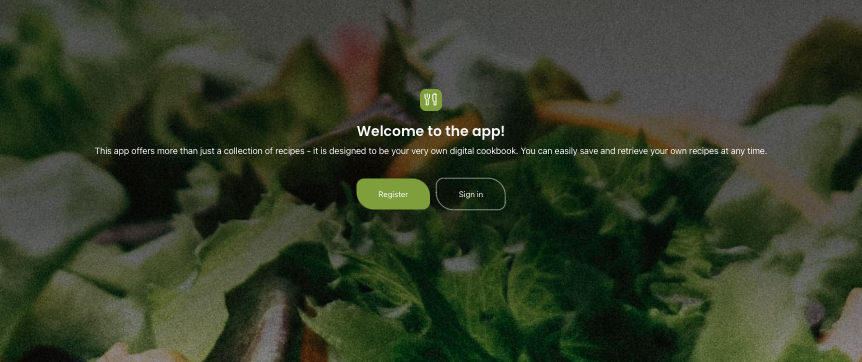 Welcome to the app!
This app offers more than just a collection of recipes - it is designed to be your very own digital cookbook. You can easily save and retrieve your own recipes at any time.
Register
Sign in